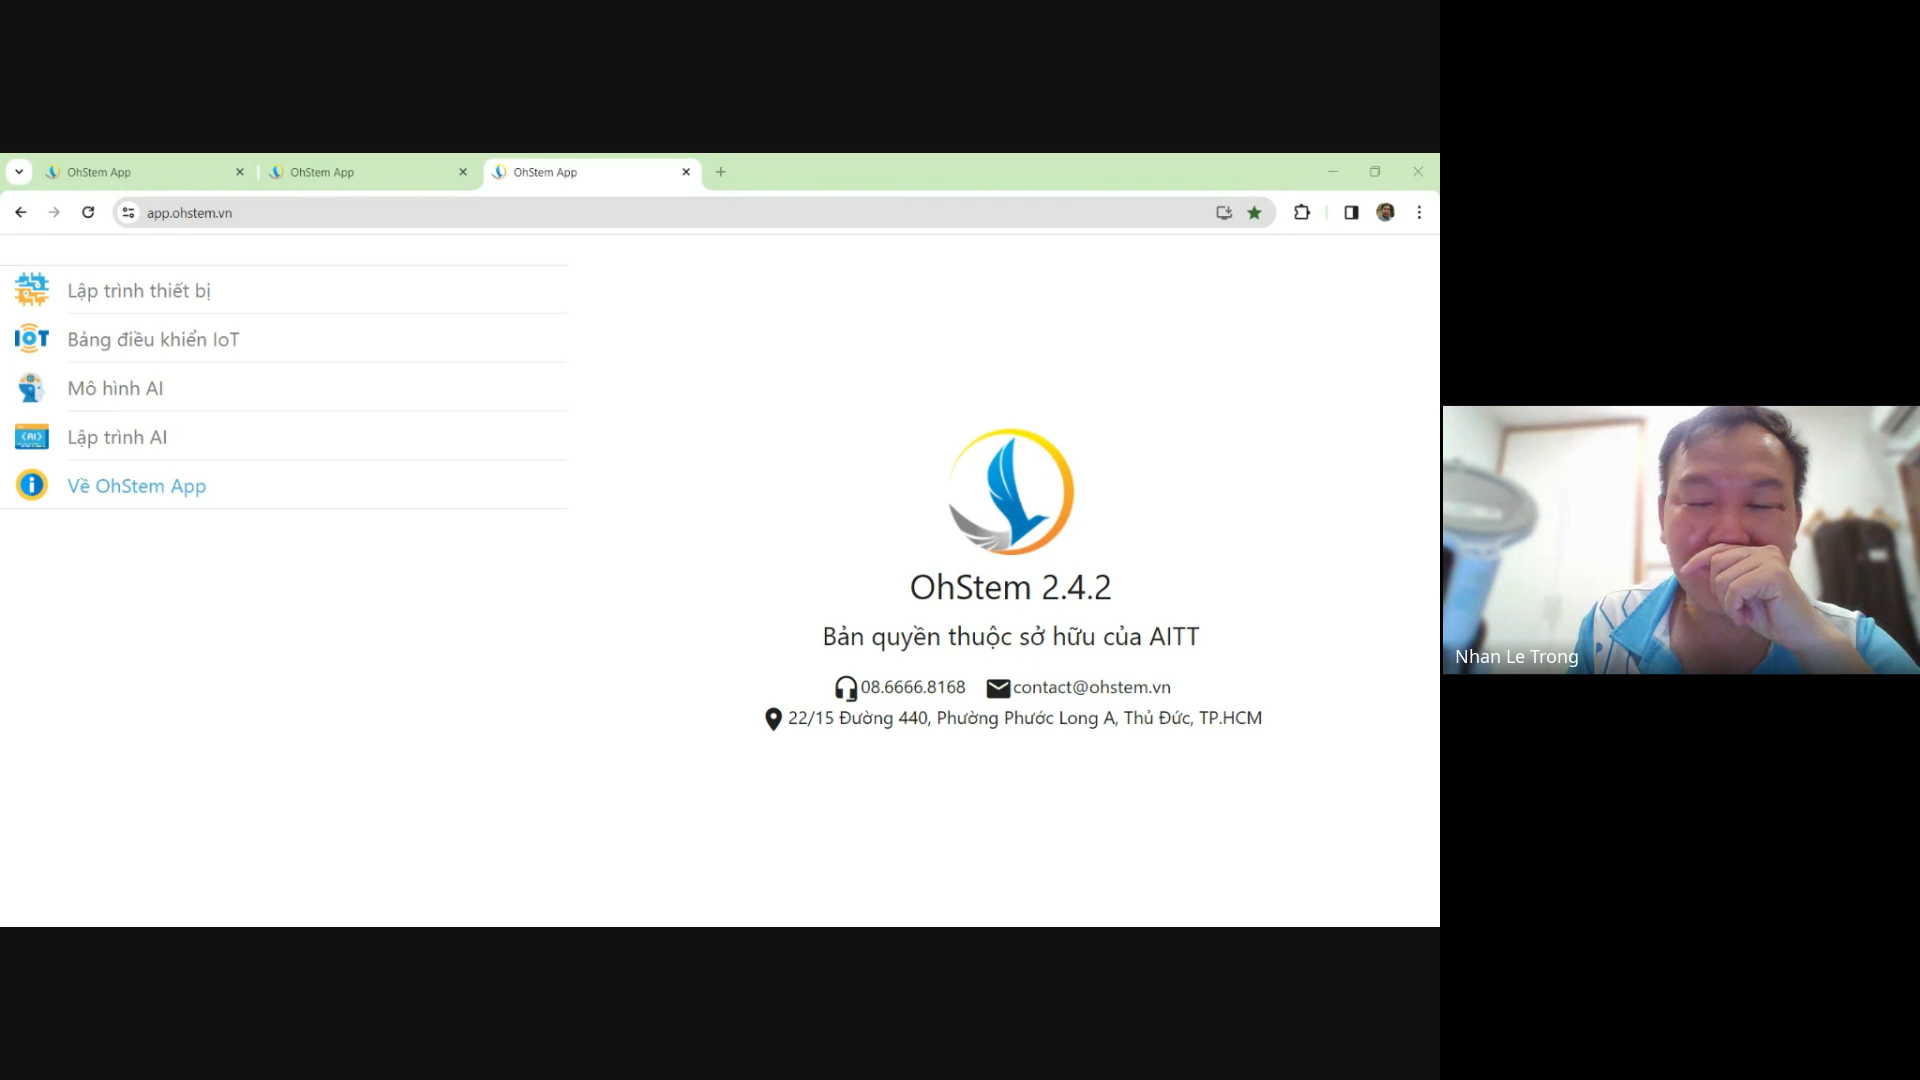 OhStem App
OhStem App
OhStem App
app.ohstem.vn
Lập trình thiết bị
IOT
Bảng điều khiển IoT
Mô hình AI
<AI>
Lập trình AI
Về OhStem App
OhStem 2.4.2
Bản quyền thuộc sở hữu của AITT
08.6666.8168 contact@ohstem.vn
22/15 Đường 440, Phường Phước Long A, Thủ Đức, TP.HCM
Nhan Le Trong